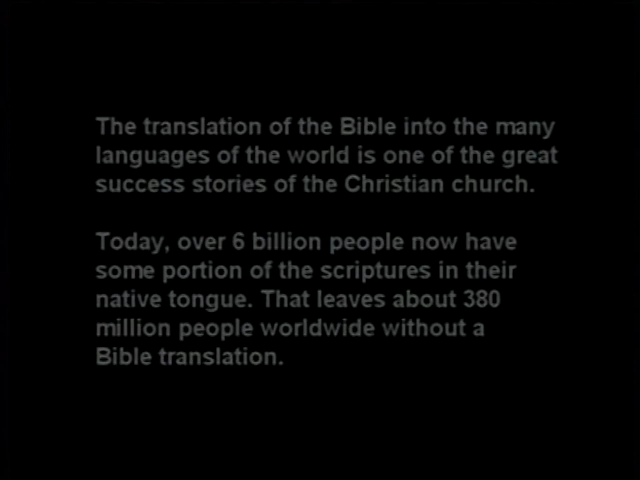 The translation of the Bible into the many
languages of the world is one of the great
success stories of the Christian church.
Today, over 6 billion people now have
some portion of the scriptures in their
native tongue. That leaves about 380
million people worldwide without a
Bible translation.